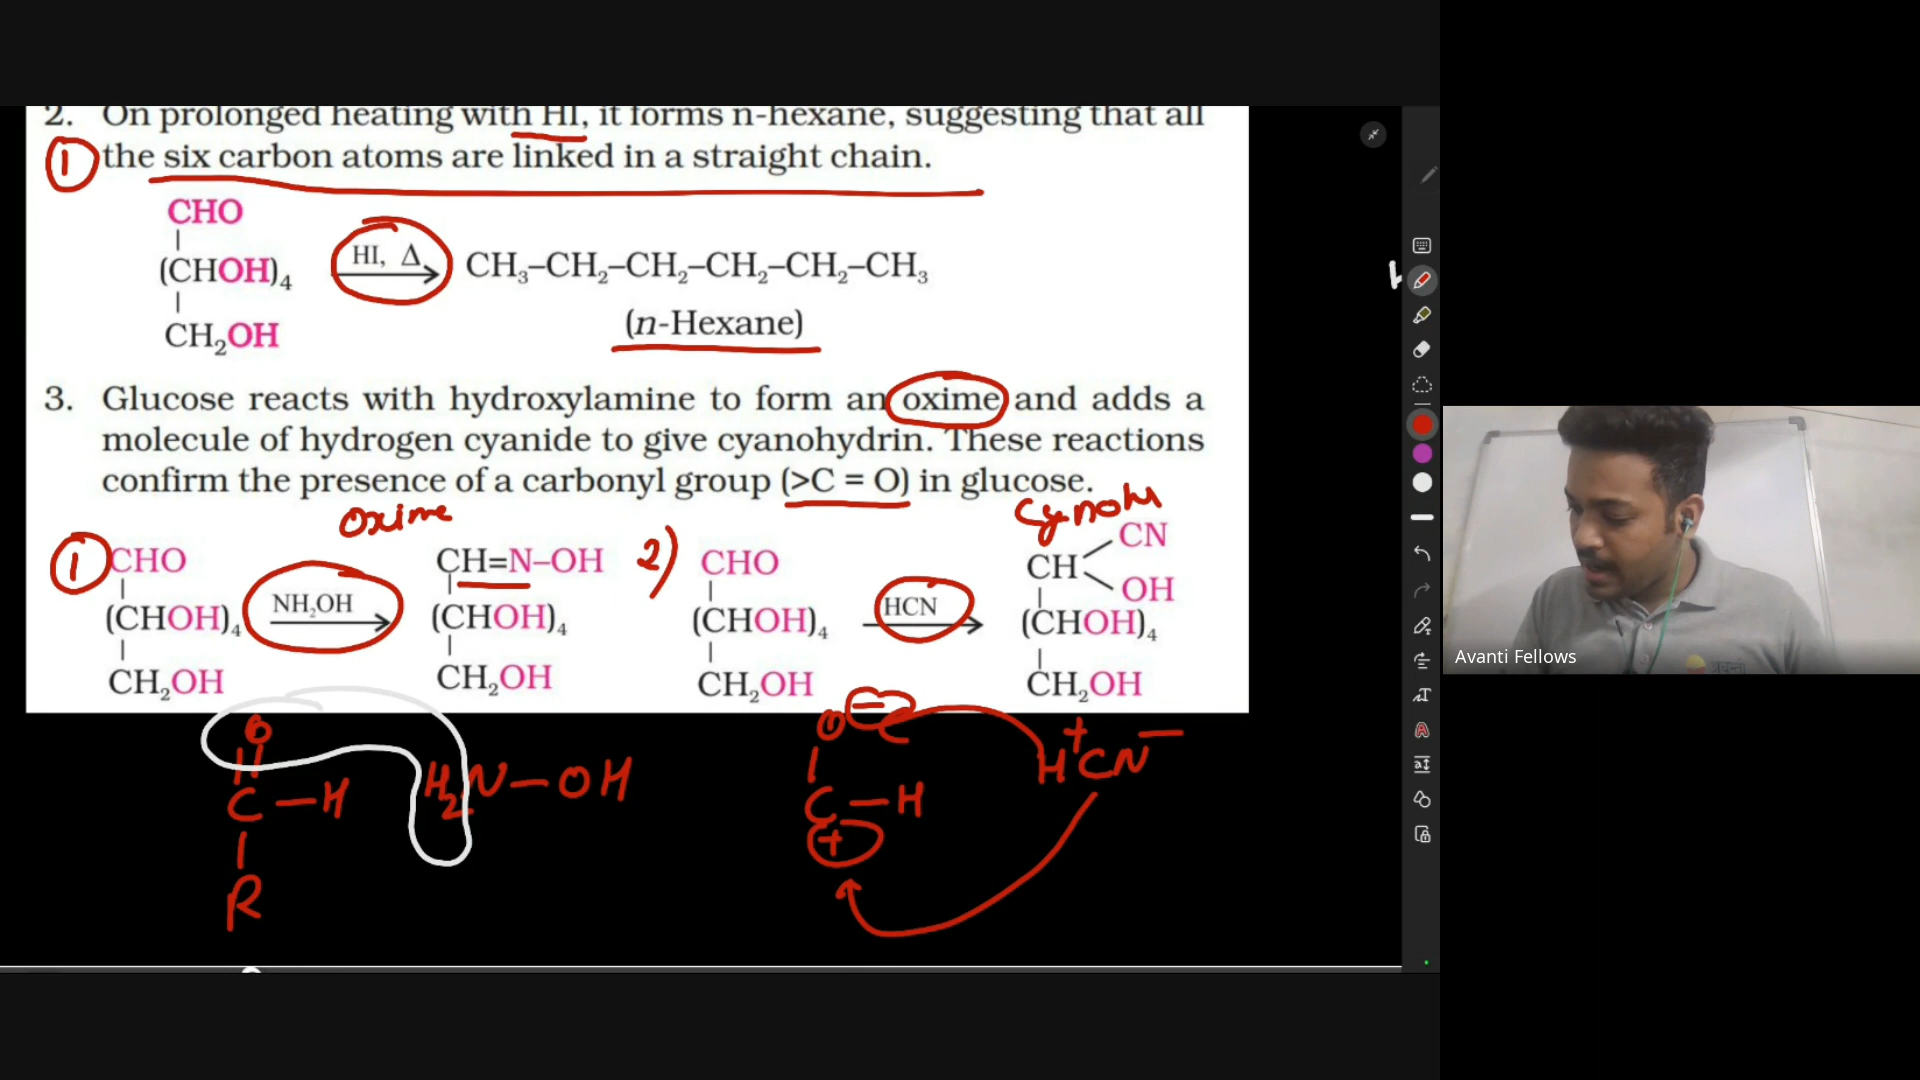 2. On prolonged heating with HI, it forms n-hexane, suggesting that all
1 the six carbon atoms are linked in a straight chain.
CHO
(CHOH)₄
CH₂OH
HI, Δ
CH₃–CH₂–CH₂–CH₂–CH₂–CH₃
(n-Hexane)
3. Glucose reacts with hydroxylamine to form an oxime and adds a
molecule of hydrogen cyanide to give cyanohydrin. These reactions
confirm the presence of a carbonyl group (>C = O) in glucose.
Oxime
1
CHO
(CHOH)₄
CH₂OH
NH₂OH
CH=N–OH
(CHOH)₄
CH₂OH
2)
CHO
(CHOH)₄
CH₂OH
HCN
CN
CH
OH
(CHOH)₄
CH₂OH
O
C – H
R
H₂N – OH
O –
C – H
+
H⁺CN⁻
Avanti Fellows